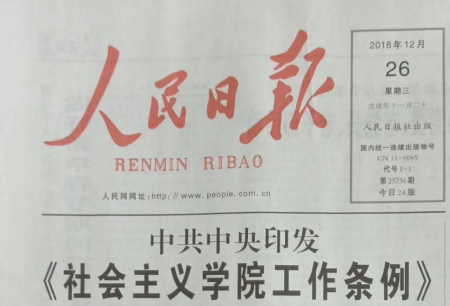 人民日报
RENMIN RIBAO
人民网网址:http://www.people.com.cn
2018年12月
26
星期三
戊戌年十一月二十
人民日报社出版
国内统一连续出版物号
CN 11-0065
代号1-1
第25736期
今日24版
中共中央印发
《社会主义学院工作条例》